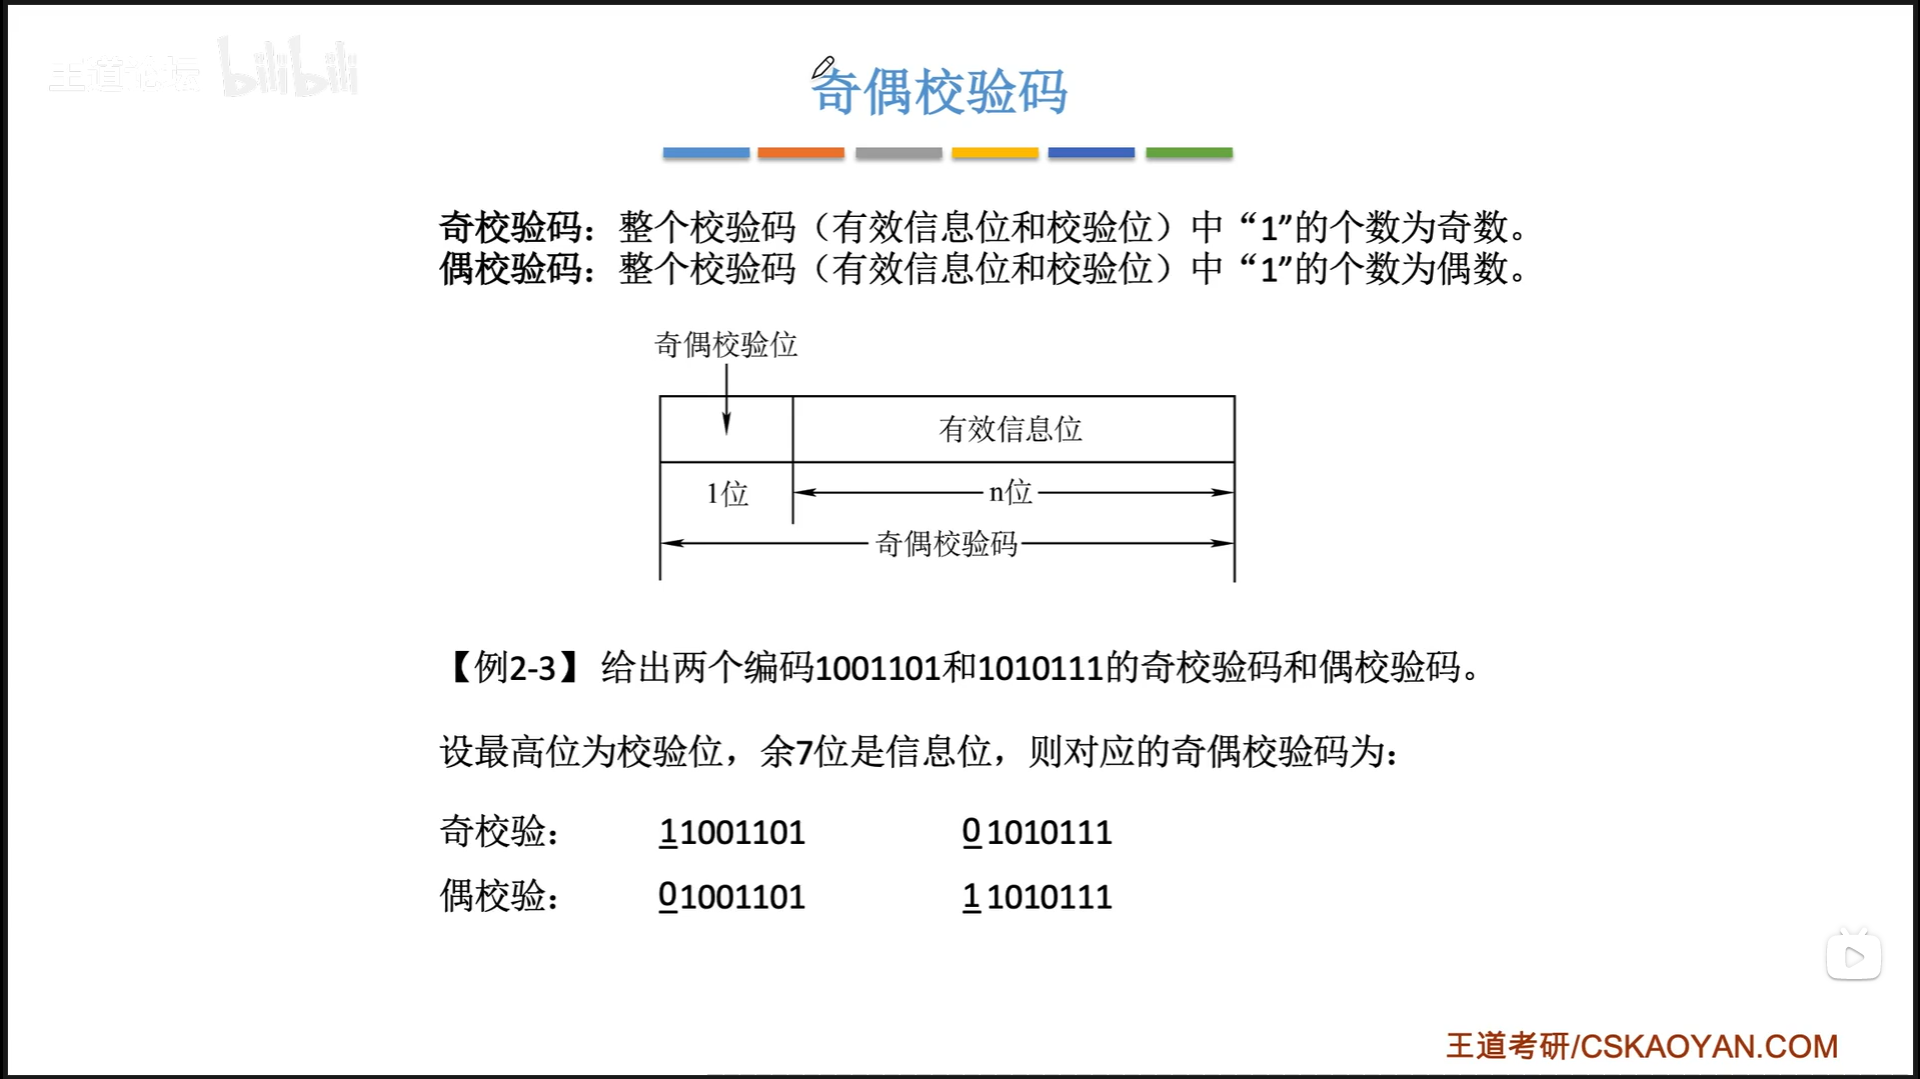 王道论坛 bilibili
奇偶校验码
奇校验码：整个校验码（有效信息位和校验位）中“1”的个数为奇数。
偶校验码：整个校验码（有效信息位和校验位）中“1”的个数为偶数。
奇偶校验位
有效信息位
1位
n位
奇偶校验码
【例2-3】 给出两个编码1001101和1010111的奇校验码和偶校验码。
设最高位为校验位，余7位是信息位，则对应的奇偶校验码为：
奇校验： 11001101 01010111
偶校验： 01001101 11010111
王道考研/CSKAOYAN.COM